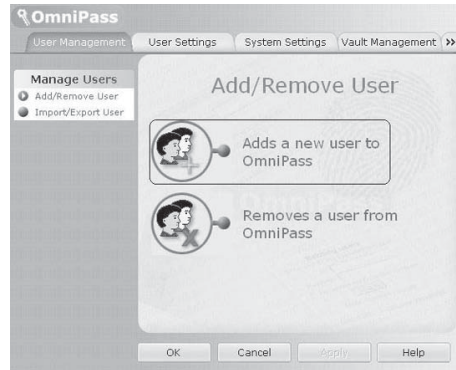 OmniPass
User Management User Settings System Settings Vault Management »
Manage Users
Add/Remove User
Import/Export User
Add/Remove User
Adds a new user to
OmniPass
OmniPass
Removes a user from
OmniPass
OK Cancel Apply Help